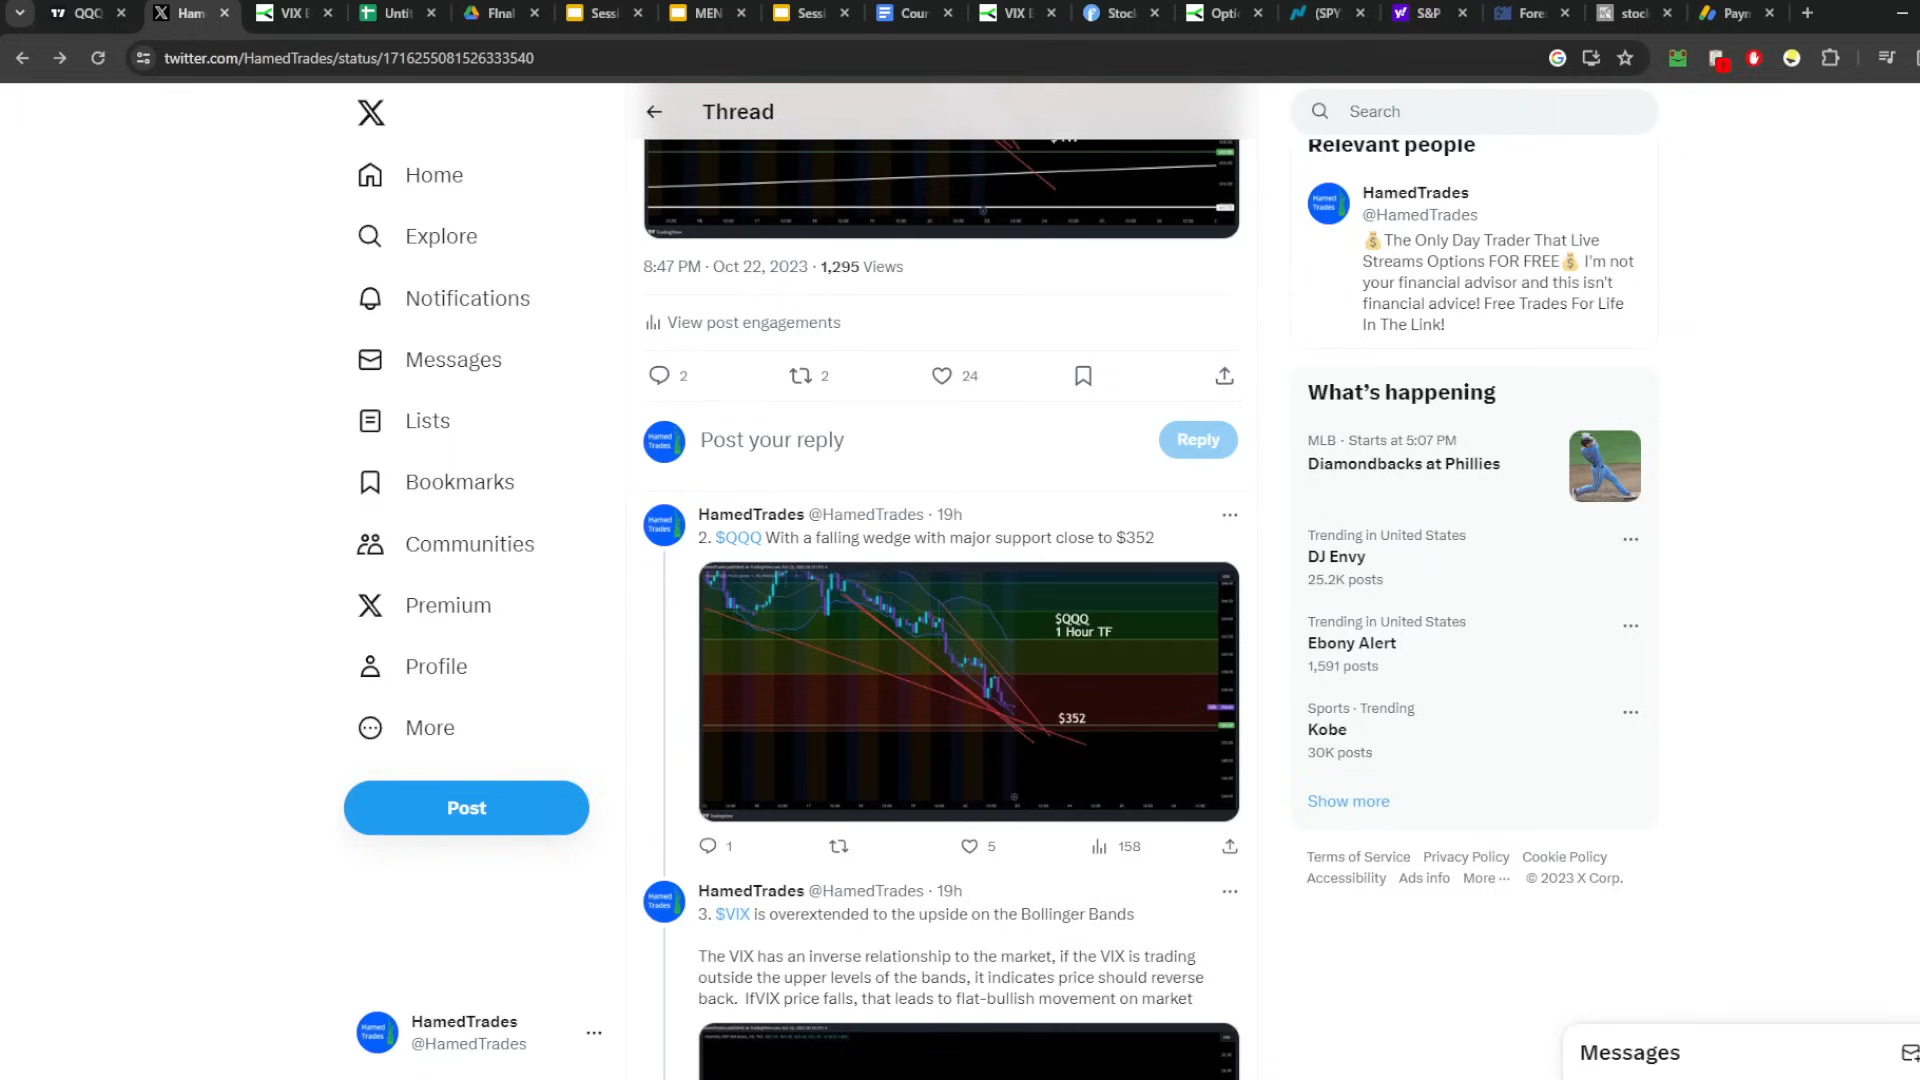 QQQ
Ham
VIX E
Unti
FInal
Sessi
MEN
Sessi
Cour
VIX E
Stock
Opti
(SPY
S&P
Fore
stoc
Payn
twitter.com/HamedTrades/status/1716255081526333540
Home
Explore
Notifications
Messages
Lists
Bookmarks
Communities
Premium
Profile
More
Post
HamedTrades
@HamedTrades
Thread
TradingView
8:47 PM · Oct 22, 2023 · 1,295 Views
View post engagements
2
2
24
Hamed Trades
Post your reply
Reply
HamedTrades @HamedTrades · 19h
2. $QQQ With a falling wedge with major support close to $352
$QQQ
1 Hour TF
$352
TradingView
1
5
158
HamedTrades @HamedTrades · 19h
3. $VIX is overextended to the upside on the Bollinger Bands
The VIX has an inverse relationship to the market, if the VIX is trading
outside the upper levels of the bands, it indicates price should reverse
back. IfVIX price falls, that leads to flat-bullish movement on market
Search
Relevant people
HamedTrades
@HamedTrades
💰The Only Day Trader That Live
Streams Options FOR FREE💰 I'm not
your financial advisor and this isn't
financial advice! Free Trades For Life
In The Link!
What's happening
MLB · Starts at 5:07 PM
Diamondbacks at Phillies
Trending in United States
DJ Envy
25.2K posts
Trending in United States
Ebony Alert
1,591 posts
Sports · Trending
Kobe
30K posts
Show more
Terms of Service Privacy Policy Cookie Policy
Accessibility Ads info More ··· © 2023 X Corp.
Messages